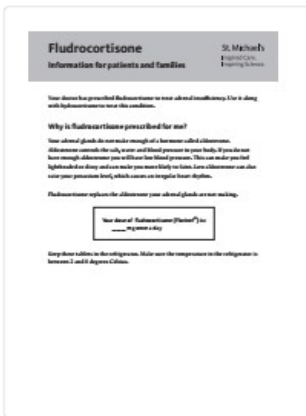 Fludrocortisone
St. Michael's
Inspired Care.
Inspiring Science.
Information for patients and families
Your doctor has prescribed fludrocortisone to treat adrenal insufficiency. Use it along
with hydrocortisone to treat this condition.
Why is fludrocortisone prescribed for me?
Your adrenal glands do not make enough of a hormone called aldosterone.
Aldosterone controls the salt, water and blood pressure in your body. If you do not
have enough aldosterone you will have low blood pressure. This can make you feel
lightheaded or dizzy and can make you more likely to faint. Low aldosterone can also
raise your potassium level, which causes an irregular heart rhythm.
Fludrocortisone replaces the aldosterone your adrenal glands are not making.
Your dose of Fludrocortisone (Florinef®) is:
____ mg once a day
Keep these tablets in the refrigerator. Make sure the temperature in the refrigerator is
between 2 and 8 degrees Celsius.